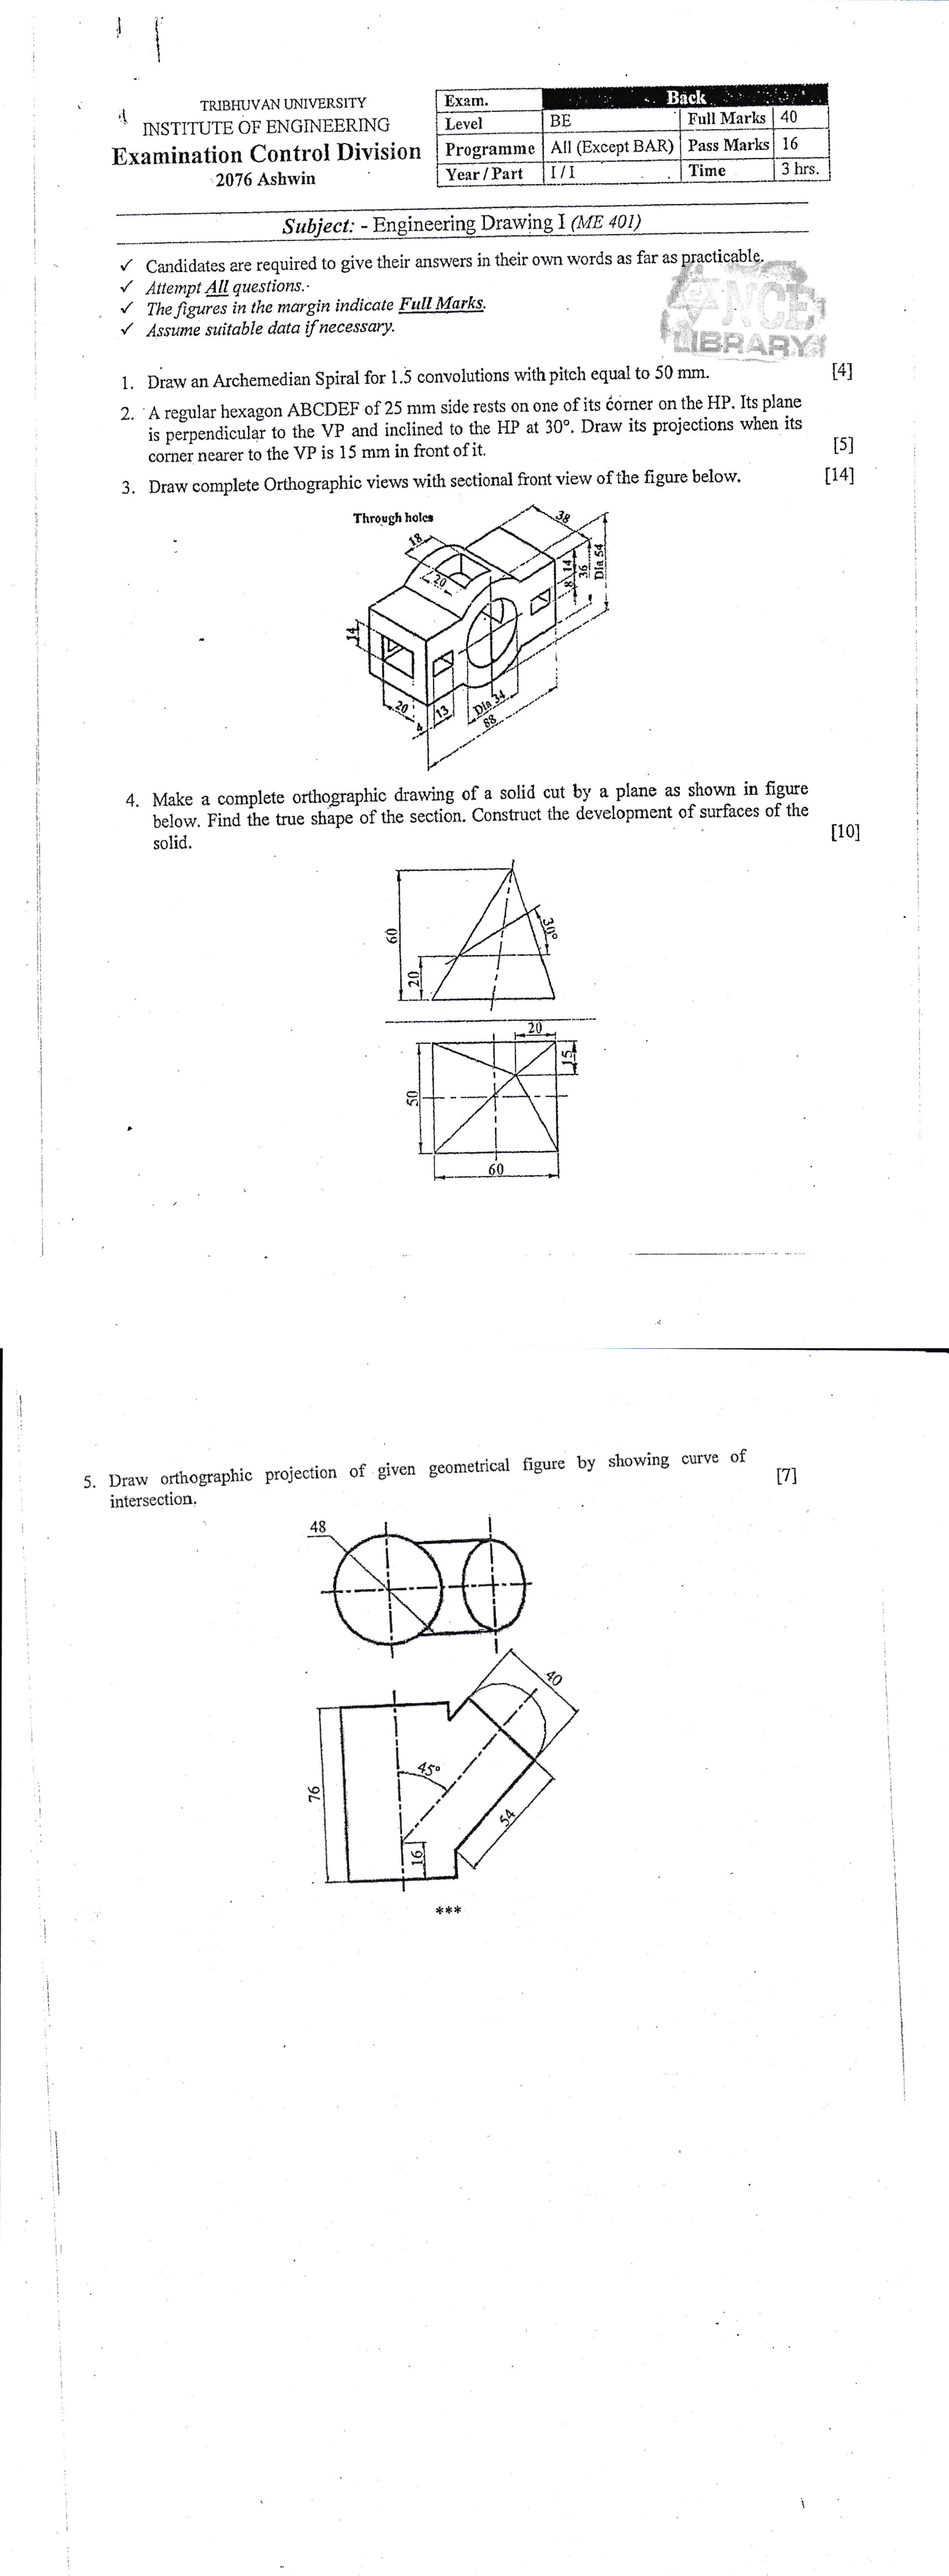 TRIBHUVAN UNIVERSITY
INSTITUTE OF ENGINEERING
Examination Control Division
2076 Ashwin
Exam. Back
Level BE Full Marks 40
Programme All (Except BAR) Pass Marks 16
Year / Part I / I Time 3 hrs.
Subject: - Engineering Drawing I (ME 401)
✓ Candidates are required to give their answers in their own words as far as practicable.
✓ Attempt All questions.
✓ The figures in the margin indicate Full Marks.
✓ Assume suitable data if necessary.
NCE
LIBRARY
1. Draw an Archemedian Spiral for 1.5 convolutions with pitch equal to 50 mm. [4]
2. A regular hexagon ABCDEF of 25 mm side rests on one of its corner on the HP. Its plane
is perpendicular to the VP and inclined to the HP at 30°. Draw its projections when its
corner nearer to the VP is 15 mm in front of it. [5]
3. Draw complete Orthographic views with sectional front view of the figure below. [14]
Through holes
38
18
20
14
8
36
Dia 54
14
20
4
13
Dia 34
88
4. Make a complete orthographic drawing of a solid cut by a plane as shown in figure
below. Find the true shape of the section. Construct the development of surfaces of the
solid. [10]
60
20
30°
20
15
50
60
5. Draw orthographic projection of given geometrical figure by showing curve of
intersection. [7]
48
40
45°
76
54
16
***